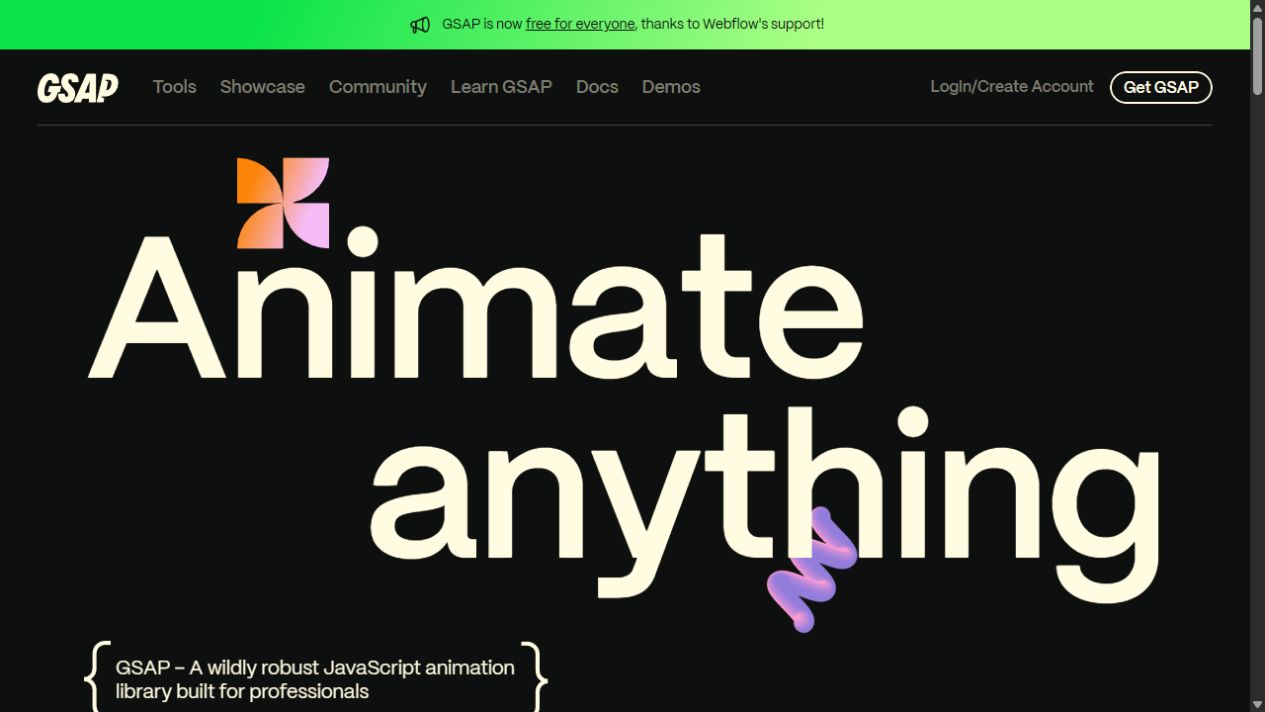 GSAP is now free for everyone, thanks to Webflow's support!
GSAP Tools Showcase Community Learn GSAP Docs Demos Login/Create Account Get GSAP
Animate
anything
{ GSAP – A wildly robust JavaScript animation }
library built for professionals